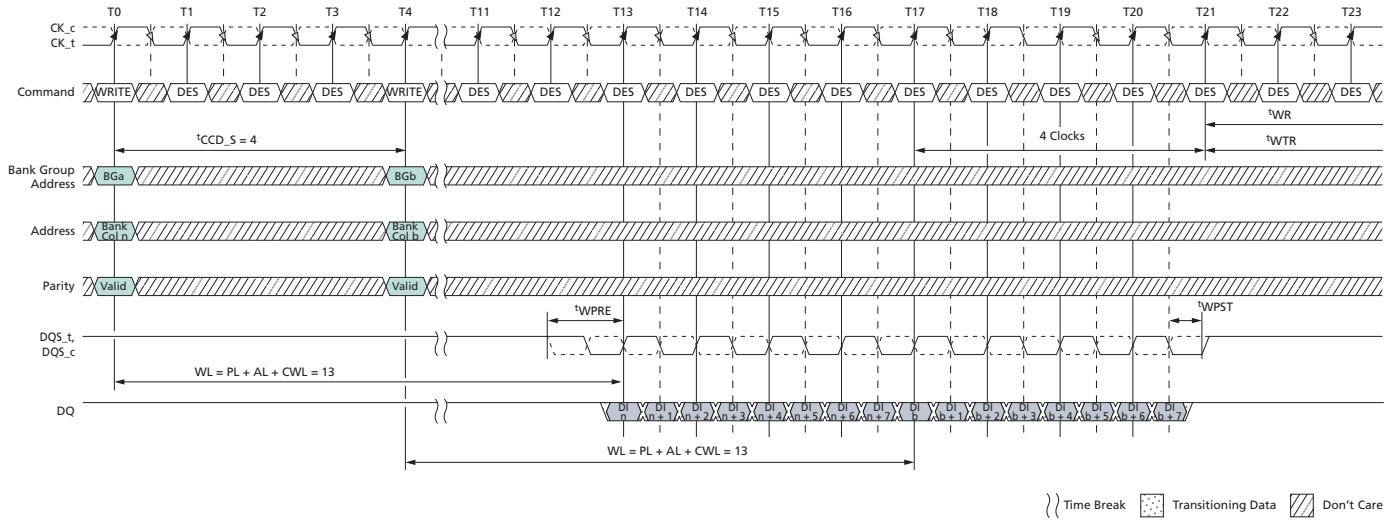 T0 T1 T2 T3 T4 T11 T12 T13 T14 T15 T16 T17 T18 T19 T20 T21 T22 T23
CK_c
CK_t
Command WRITE DES DES DES WRITE DES DES DES DES DES DES DES DES DES DES DES DES DES
tWR
tCCD_S = 4 4 Clocks tWTR
Bank Group
Address BGa BGb
Address Bank
Col n Bank
Col b
Parity Valid Valid
tWPRE tWPST
DQS_t,
DQS_c
WL = PL + AL + CWL = 13
DQ DI
n DI
n + 1 DI
n + 2 DI
n + 3 DI
n + 4 DI
n + 5 DI
n + 6 DI
n + 7 DI
b DI
b + 1 DI
b + 2 DI
b + 3 DI
b + 4 DI
b + 5 DI
b + 6 DI
b + 7
WL = PL + AL + CWL = 13
Time Break Transitioning Data Don't Care